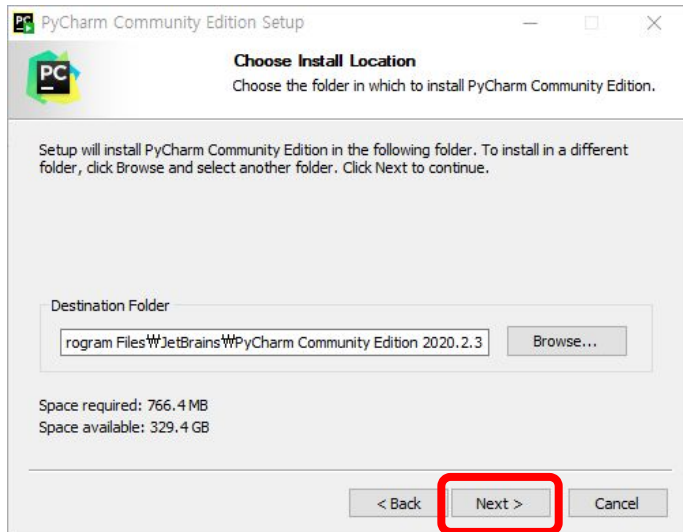 PC PyCharm Community Edition Setup
PC
Choose Install Location
Choose the folder in which to install PyCharm Community Edition.
Setup will install PyCharm Community Edition in the following folder. To install in a different
folder, click Browse and select another folder. Click Next to continue.
Destination Folder
rogram Files₩JetBrains₩PyCharm Community Edition 2020.2.3
Browse...
Space required: 766.4 MB
Space available: 329.4 GB
< Back Next > Cancel